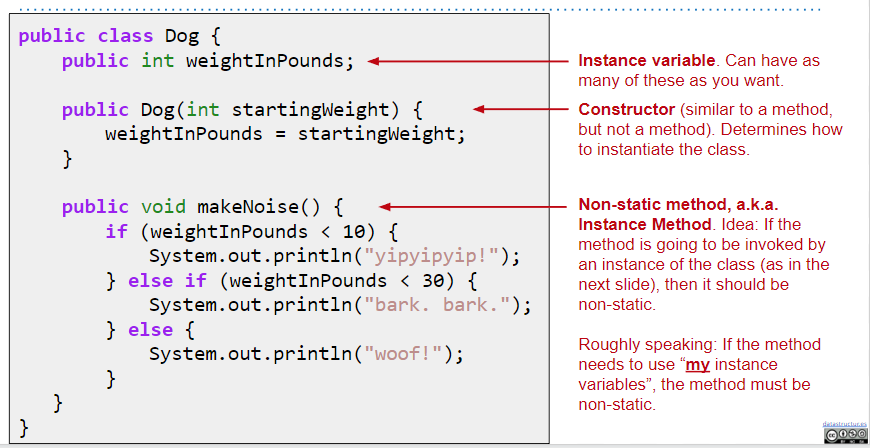 public class Dog {
public int weightInPounds;
public Dog(int startingWeight) {
weightInPounds = startingWeight;
}
public void makeNoise() {
if (weightInPounds < 10) {
System.out.println("yipyipyip!");
} else if (weightInPounds < 30) {
System.out.println("bark. bark.");
} else {
System.out.println("woof!");
}
}
}
Instance variable. Can have as
many of these as you want.
Constructor (similar to a method,
but not a method). Determines how
to instantiate the class.
Non-static method, a.k.a.
Instance Method. Idea: If the
method is going to be invoked by
an instance of the class (as in the
next slide), then it should be
non-static.
Roughly speaking: If the method
needs to use “my instance
variables”, the method must be
non-static.
datastructur.es